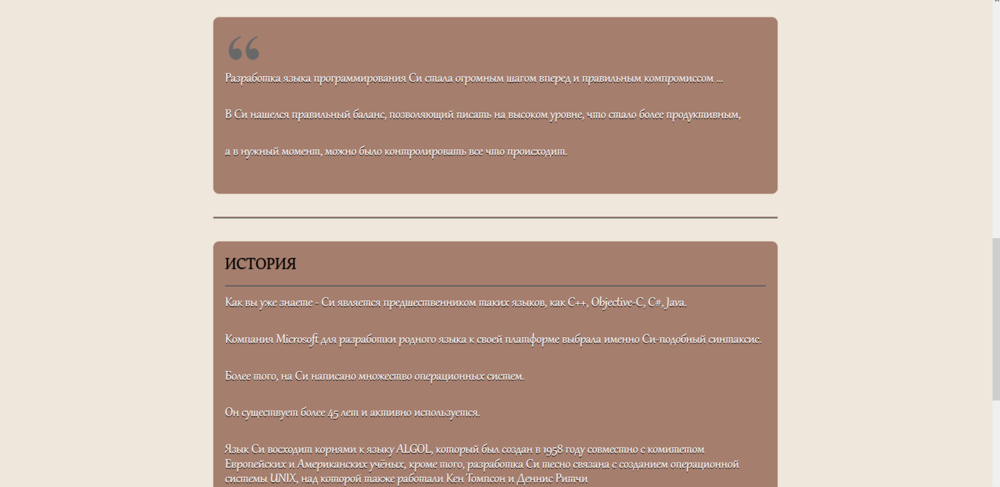 “
Разработка языка программирования Си стала огромным шагом вперед и правильным компромиссом ...
В Си нашелся правильный баланс, позволяющий писать на высоком уровне, что стало более продуктивным,
а в нужный момент, можно было контролировать все что происходит.
ИСТОРИЯ
Как вы уже знаете - Си является предшественником таких языков, как C++, Objective-C, C#, Java.
Компания Microsoft для разработки родного языка к своей платформе выбрала именно Си-подобный синтаксис.
Более того, на Си написано множество операционных систем.
Он существует более 45 лет и активно используется.
Язык Си восходит корнями к языку ALGOL, который был создан в 1958 году совместно с комитетом
Европейских и Американских учёных, кроме того, разработка Си тесно связана с созданием операционной
системы UNIX, над которой также работали Кен Томпсон и Деннис Ритчи